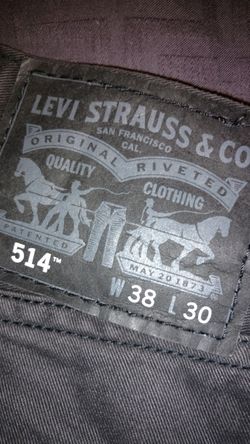 LEVI STRAUSS & CO
SAN FRANCISCO
CAL.
ORIGINAL RIVETED
QUALITY CLOTHING
PATENTED MAY 20 1873
514™
W 38 L 30